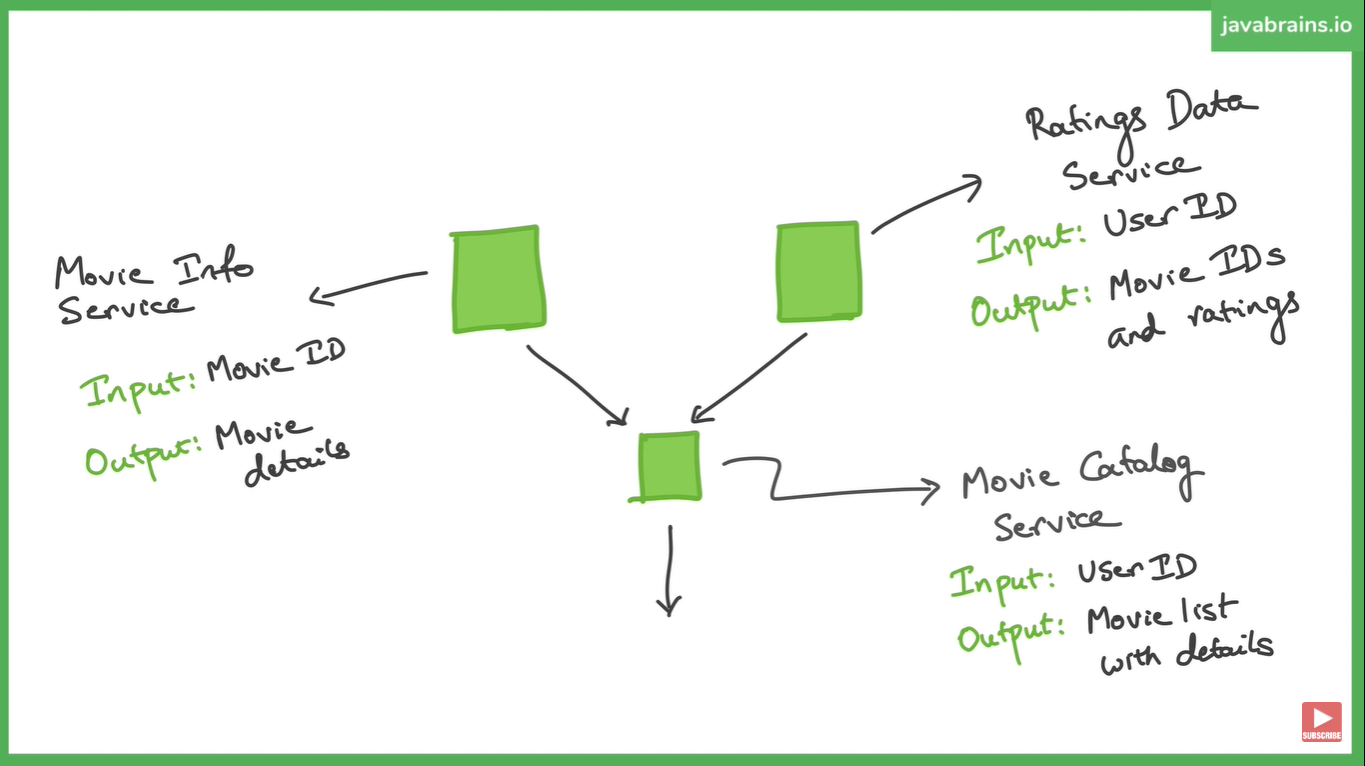 javabrains.io
Ratings Data
Service
Input: User ID
Output: Movie IDs
and ratings
Movie Info
Service
Input: Movie ID
Output: Movie
details
Movie Catalog
Service
Input: User ID
Output: Movie list
with details
SUBSCRIBE